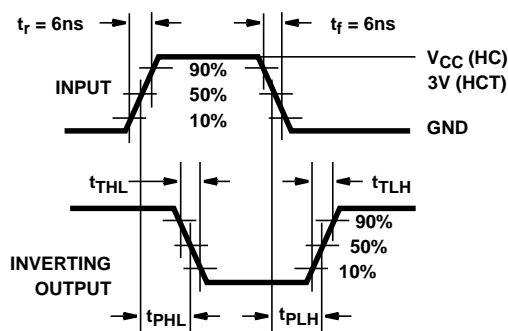 tr = 6ns
tf = 6ns
VCC (HC)
3V (HCT)
INPUT
90%
50%
10%
GND
tTHL
tTLH
90%
50%
10%
INVERTING
OUTPUT
tPHL
tPLH